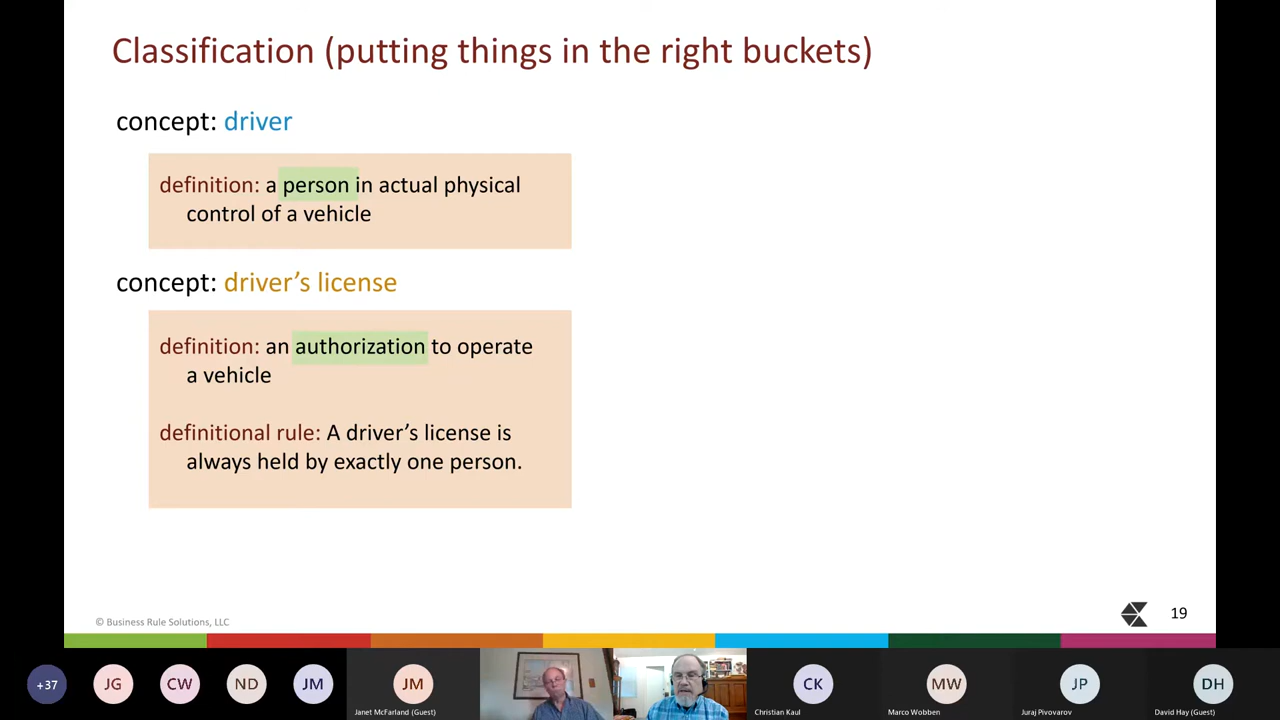 Classification (putting things in the right buckets)
concept: driver
definition: a person in actual physical
control of a vehicle
concept: driver’s license
definition: an authorization to operate
a vehicle
definitional rule: A driver’s license is
always held by exactly one person.
© Business Rule Solutions, LLC
19
+37
JG
CW
ND
JM
JM
CK
MW
JP
DH
Janet McFarland (Guest)
Christian Kaul
Marco Wobben
Juraj Pivovarov
David Hay (Guest)